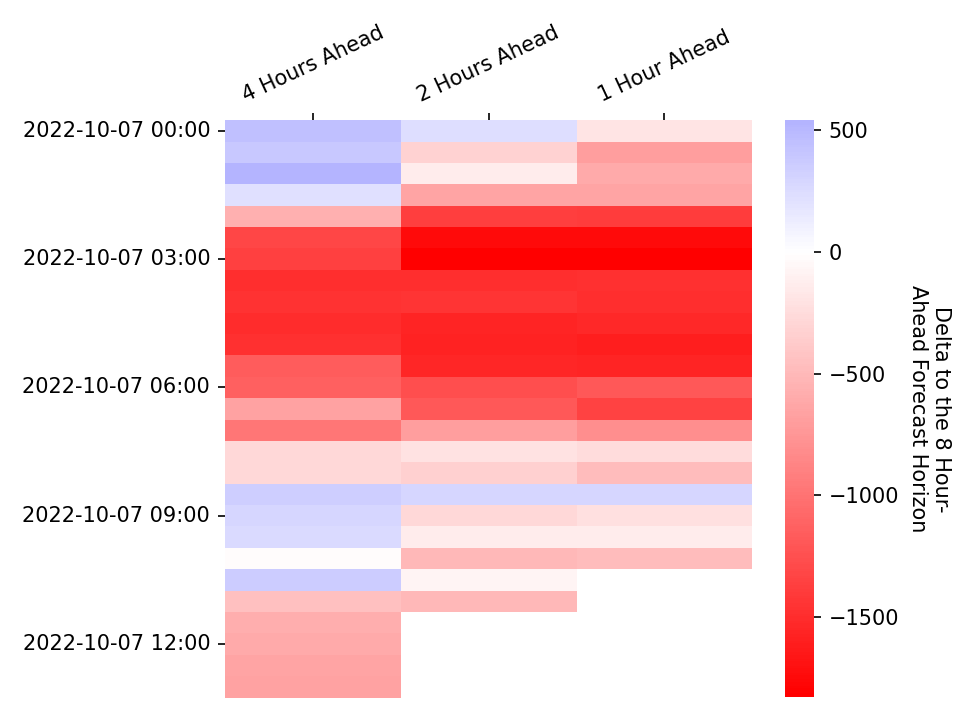 4 Hours Ahead
2 Hours Ahead
1 Hour Ahead
2022-10-07 00:00
2022-10-07 03:00
2022-10-07 06:00
2022-10-07 09:00
2022-10-07 12:00
500
0
−500
−1000
−1500
Delta to the 8 Hour-
Ahead Forecast Horizon